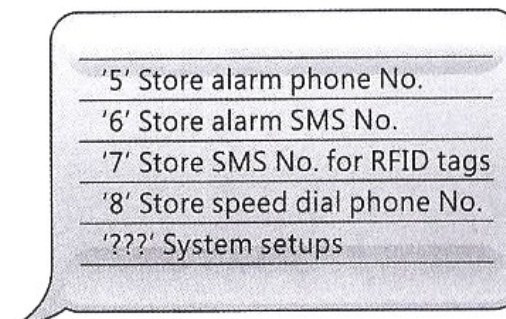 '5' Store alarm phone No.
'6' Store alarm SMS No.
'7' Store SMS No. for RFID tags
'8' Store speed dial phone No.
'???' System setups